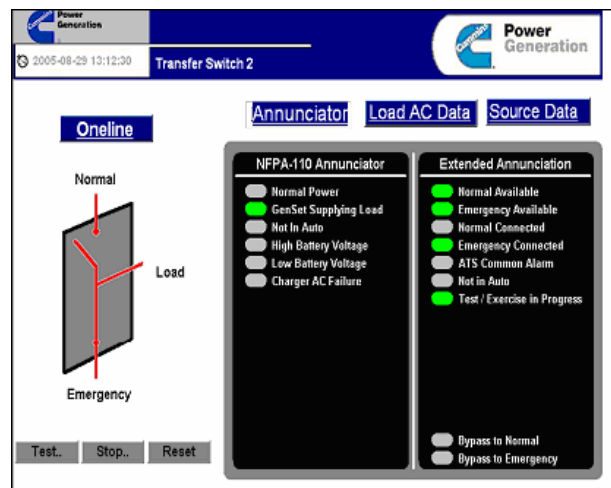 Power
Generation
2005-08-29 13:12:30
Transfer Switch 2
Cummins
Power
Generation
Oneline
Annunciator
Load AC Data
Source Data
Normal
Load
Emergency
NFPA-110 Annunciator
Normal Power
GenSet Supplying Load
Not In Auto
High Battery Voltage
Low Battery Voltage
Charger AC Failure
Extended Annunciation
Normal Available
Emergency Available
Normal Connected
Emergency Connected
ATS Common Alarm
Not in Auto
Test / Exercise in Progress
Bypass to Normal
Bypass to Emergency
Test..
Stop..
Reset